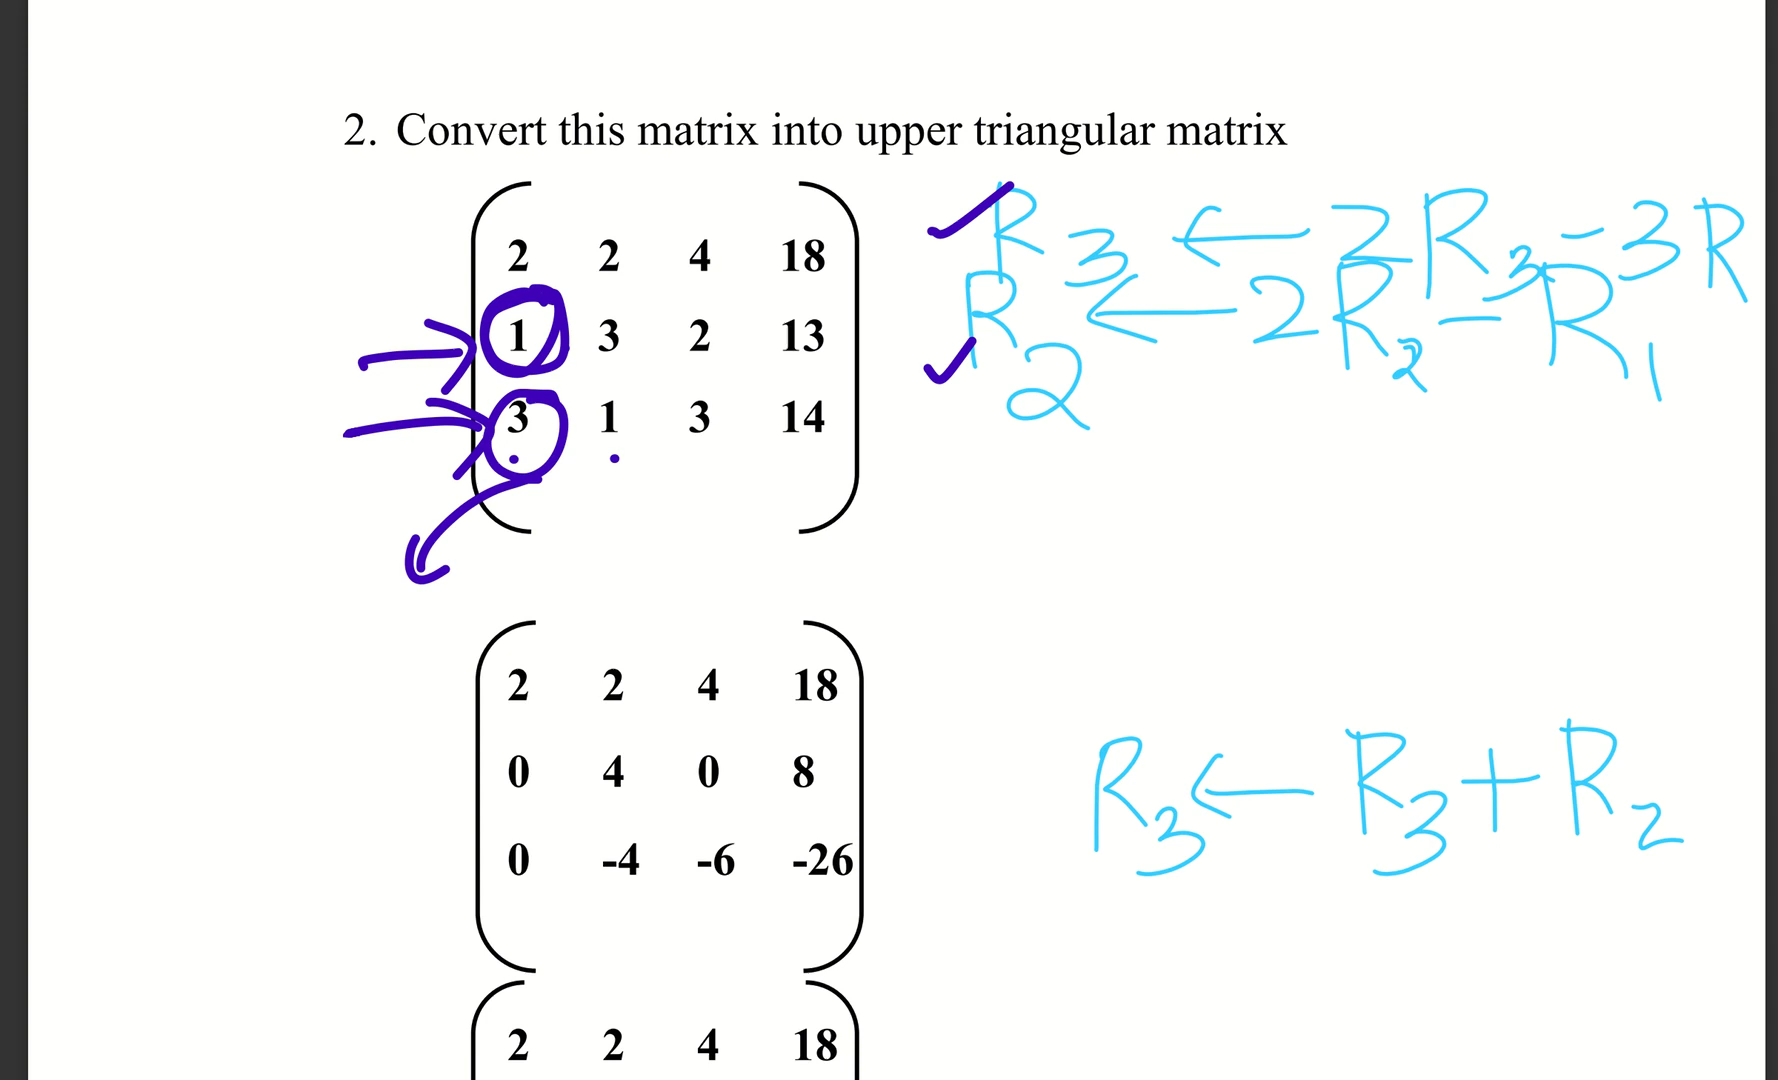 2. Convert this matrix into upper triangular matrix
2 2 4 18
1 3 2 13
3 1 3 14
R3 ← 2R3 - 3R
R2 ← 2R2 - R1
2 2 4 18
0 4 0 8
0 -4 -6 -26
R3 ← R3 + R2
2 2 4 18